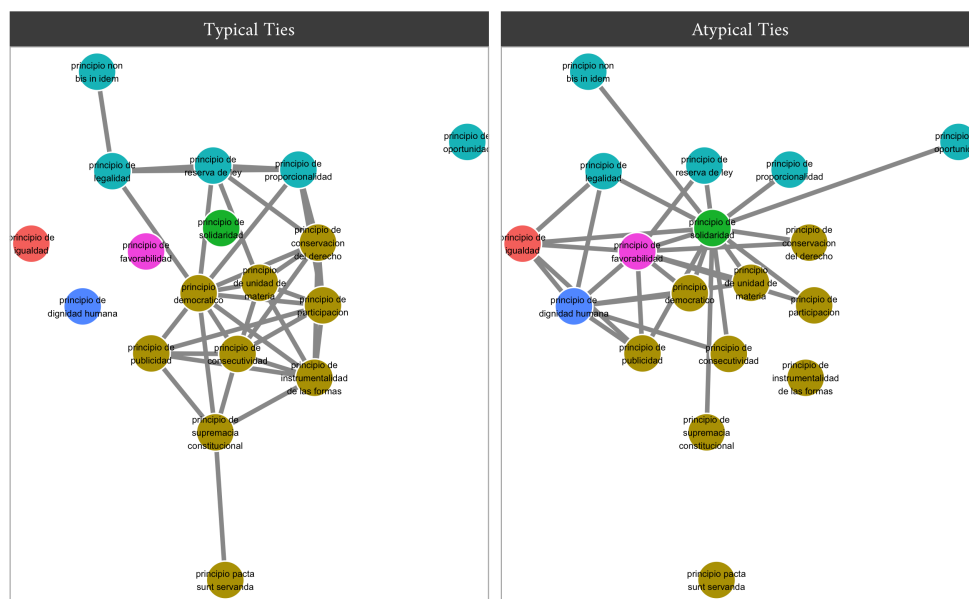 Typical Ties
principio non
bis in idem
principio de
oportunidad
principio de
legalidad
principio de
reserva de ley
principio de
proporcionalidad
principio de
solidaridad
principio de
igualdad
principio de
favorabilidad
principio de
conservacion
del derecho
principio
democratico
principio
de unidad de
materia
principio de
participacion
principio de
dignidad humana
principio de
publicidad
principio de
consecutividad
principio de
instrumentalidad
de las formas
principio de
supremacia
constitucional
principio pacta
sunt servanda
Atypical Ties
principio non
bis in idem
principio de
oportunidad
principio de
legalidad
principio de
reserva de ley
principio de
proporcionalidad
principio de
solidaridad
principio de
igualdad
principio de
favorabilidad
principio de
conservacion
del derecho
principio
democratico
principio
de unidad de
materia
principio de
participacion
principio de
dignidad humana
principio de
publicidad
principio de
consecutividad
principio de
instrumentalidad
de las formas
principio de
supremacia
constitucional
principio pacta
sunt servanda